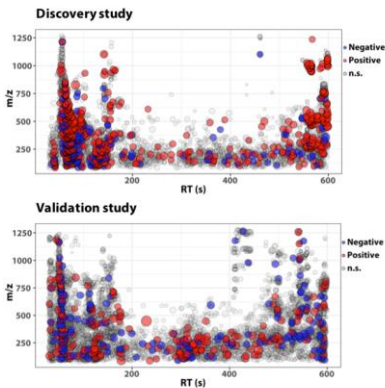 Discovery study
1250
1000
750
500
250
m/z
200
400
600
RT (s)
Negative
Positive
n.s.
Validation study
1250
1000
750
500
250
m/z
200
400
600
RT (s)
Negative
Positive
n.s.